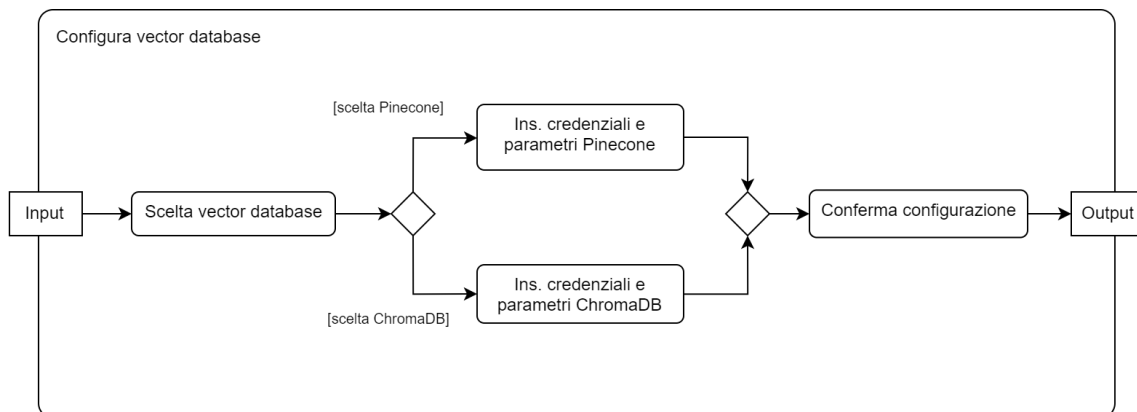 Configura vector database
[scelta Pinecone]
Ins. credenziali e
parametri Pinecone
Input
Scelta vector database
Conferma configurazione
Output
Ins. credenziali e
parametri ChromaDB
[scelta ChromaDB]